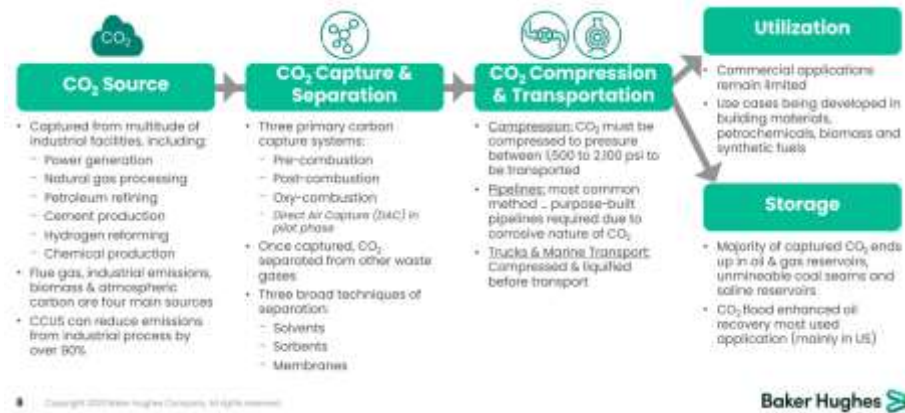 CO₂
CO₂ Source
• Captured from multitude of
industrial facilities, including:
- Power generation
- Natural gas processing
- Petroleum refining
- Cement production
- Hydrogen reforming
- Chemical production
• Flue gas, industrial emissions,
biomass & atmospheric
carbon are four main sources
• CCUS can reduce emissions
from industrial process by
over 90%
CO₂ Capture &
Separation
• Three primary carbon
capture systems:
- Pre-combustion
- Post-combustion
- Oxy-combustion
- Direct Air Capture (DAC) in
pilot phase
• Once captured, CO₂
separated from other waste
gases
• Three broad techniques of
separation:
- Solvents
- Sorbents
- Membranes
CO₂ Compression
& Transportation
• Compression: CO₂ must be
compressed to pressure
between 1,500 to 2,100 psi to
be transported
• Pipelines: most common
method … purpose-built
pipelines required due to
corrosive nature of CO₂
• Trucks & Marine Transport:
Compressed & liquified
before transport
Utilization
• Commercial applications
remain limited
• Use cases being developed in
building materials,
petrochemicals, biomass and
synthetic fuels
Storage
• Majority of captured CO₂ ends
up in oil & gas reservoirs,
unmineable coal seams and
saline reservoirs
• CO₂ flood enhanced oil
recovery most used
application (mainly in US)
Copyright Baker Hughes Company. All rights reserved.
Baker Hughes